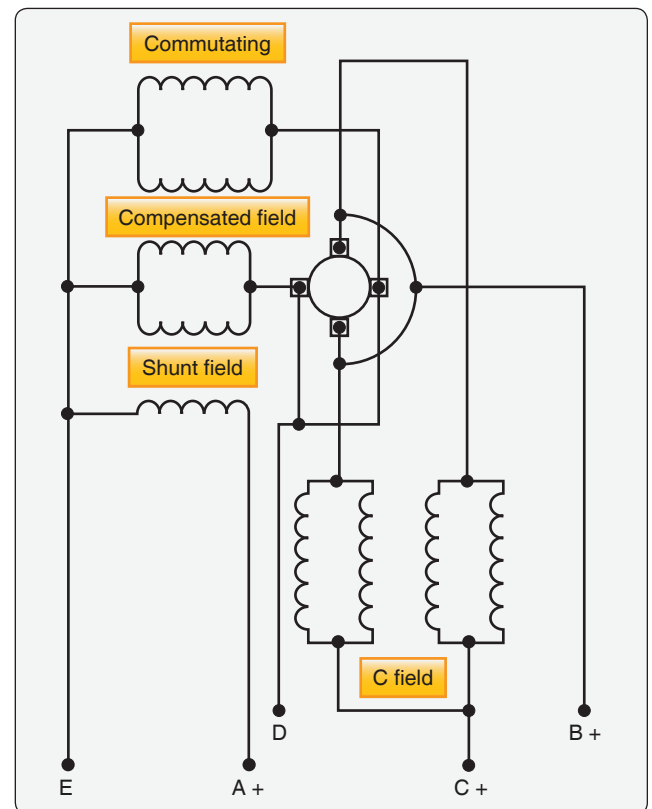 Commutating
Compensated field
Shunt field
C field
D
B +
E
A +
C +